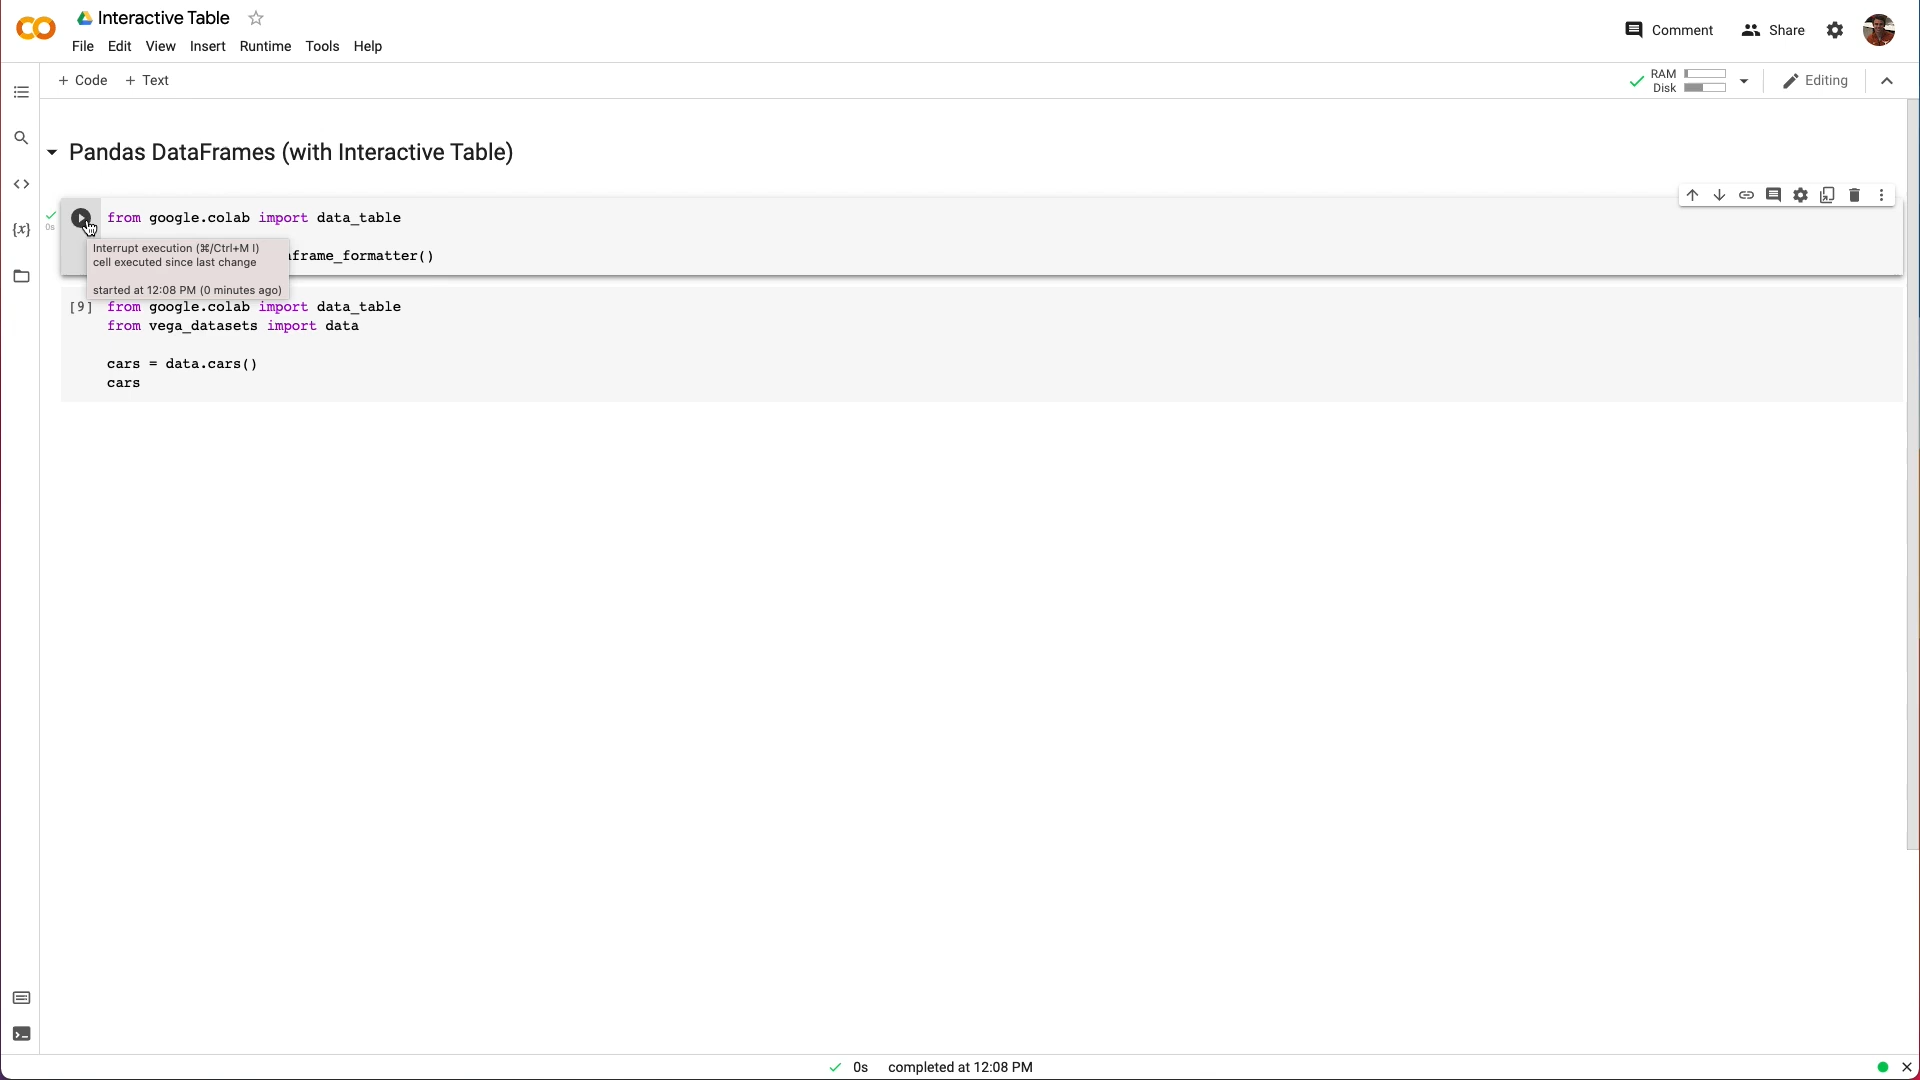 Interactive Table
File Edit View Insert Runtime Tools Help
Comment Share
+ Code + Text
RAM
Disk
Editing
Pandas DataFrames (with Interactive Table)
0s
from google.colab import data_table
aframe_formatter()
Interrupt execution (⌘/Ctrl+M I)
cell executed since last change
started at 12:08 PM (0 minutes ago)
[9] from google.colab import data_table
from vega_datasets import data
cars = data.cars()
cars
{x}
0s completed at 12:08 PM